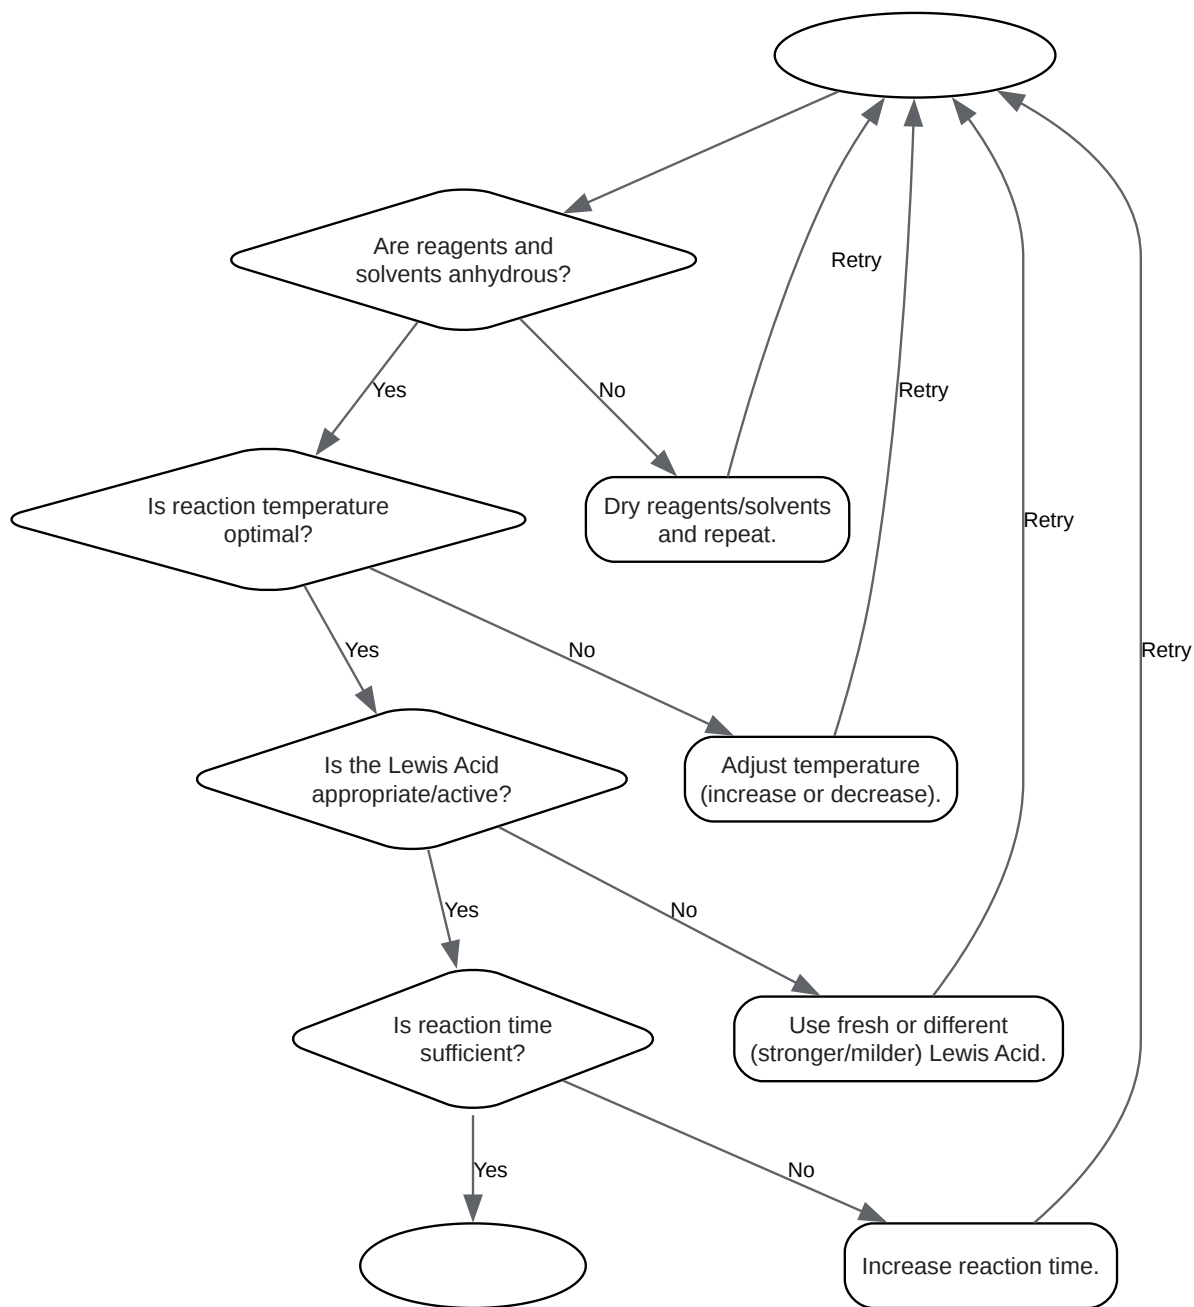 Are reagents and
solvents anhydrous?
Retry
Yes
No
Retry
Is reaction temperature
optimal?
Dry reagents/solvents
and repeat.
Retry
Yes
No
Retry
Is the Lewis Acid
appropriate/active?
Adjust temperature
(increase or decrease).
Yes
No
Is reaction time
sufficient?
Use fresh or different
(stronger/milder) Lewis Acid.
Yes
No
Increase reaction time.